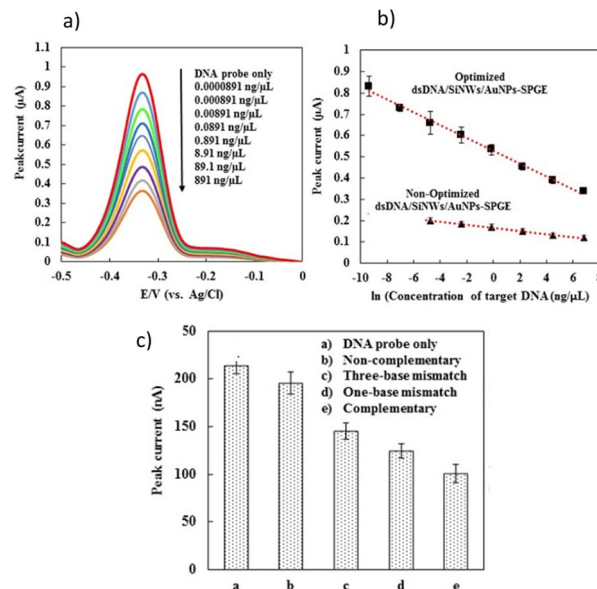 a)
1.1
1
0.9
0.8
0.7
0.6
0.5
0.4
0.3
0.2
0.1
0
Peakcurrent (µA)
DNA probe only
0.0000891 ng/µL
0.000891 ng/µL
0.00891 ng/µL
0.0891 ng/µL
0.891 ng/µL
8.91 ng/µL
89.1 ng/µL
891 ng/µL
-0.5 -0.4 -0.3 -0.2 -0.1 0
E/V (vs. Ag/Cl)
b)
1
0.9
0.8
0.7
0.6
0.5
0.4
0.3
0.2
0.1
0
Peak current (µA)
Optimized
dsDNA/SiNWs/AuNPs-SPGE
Non-Optimized
dsDNA/SiNWs/AuNPs-SPGE
-10 -8 -6 -4 -2 0 2 4 6 8
ln (Concentration of target DNA (ng/µL)
c)
50
200
150
100
50
0
Peak current (nA)
a) DNA probe only
b) Non-complementary
c) Three-base mismatch
d) One-base mismatch
e) Complementary
a b c d e